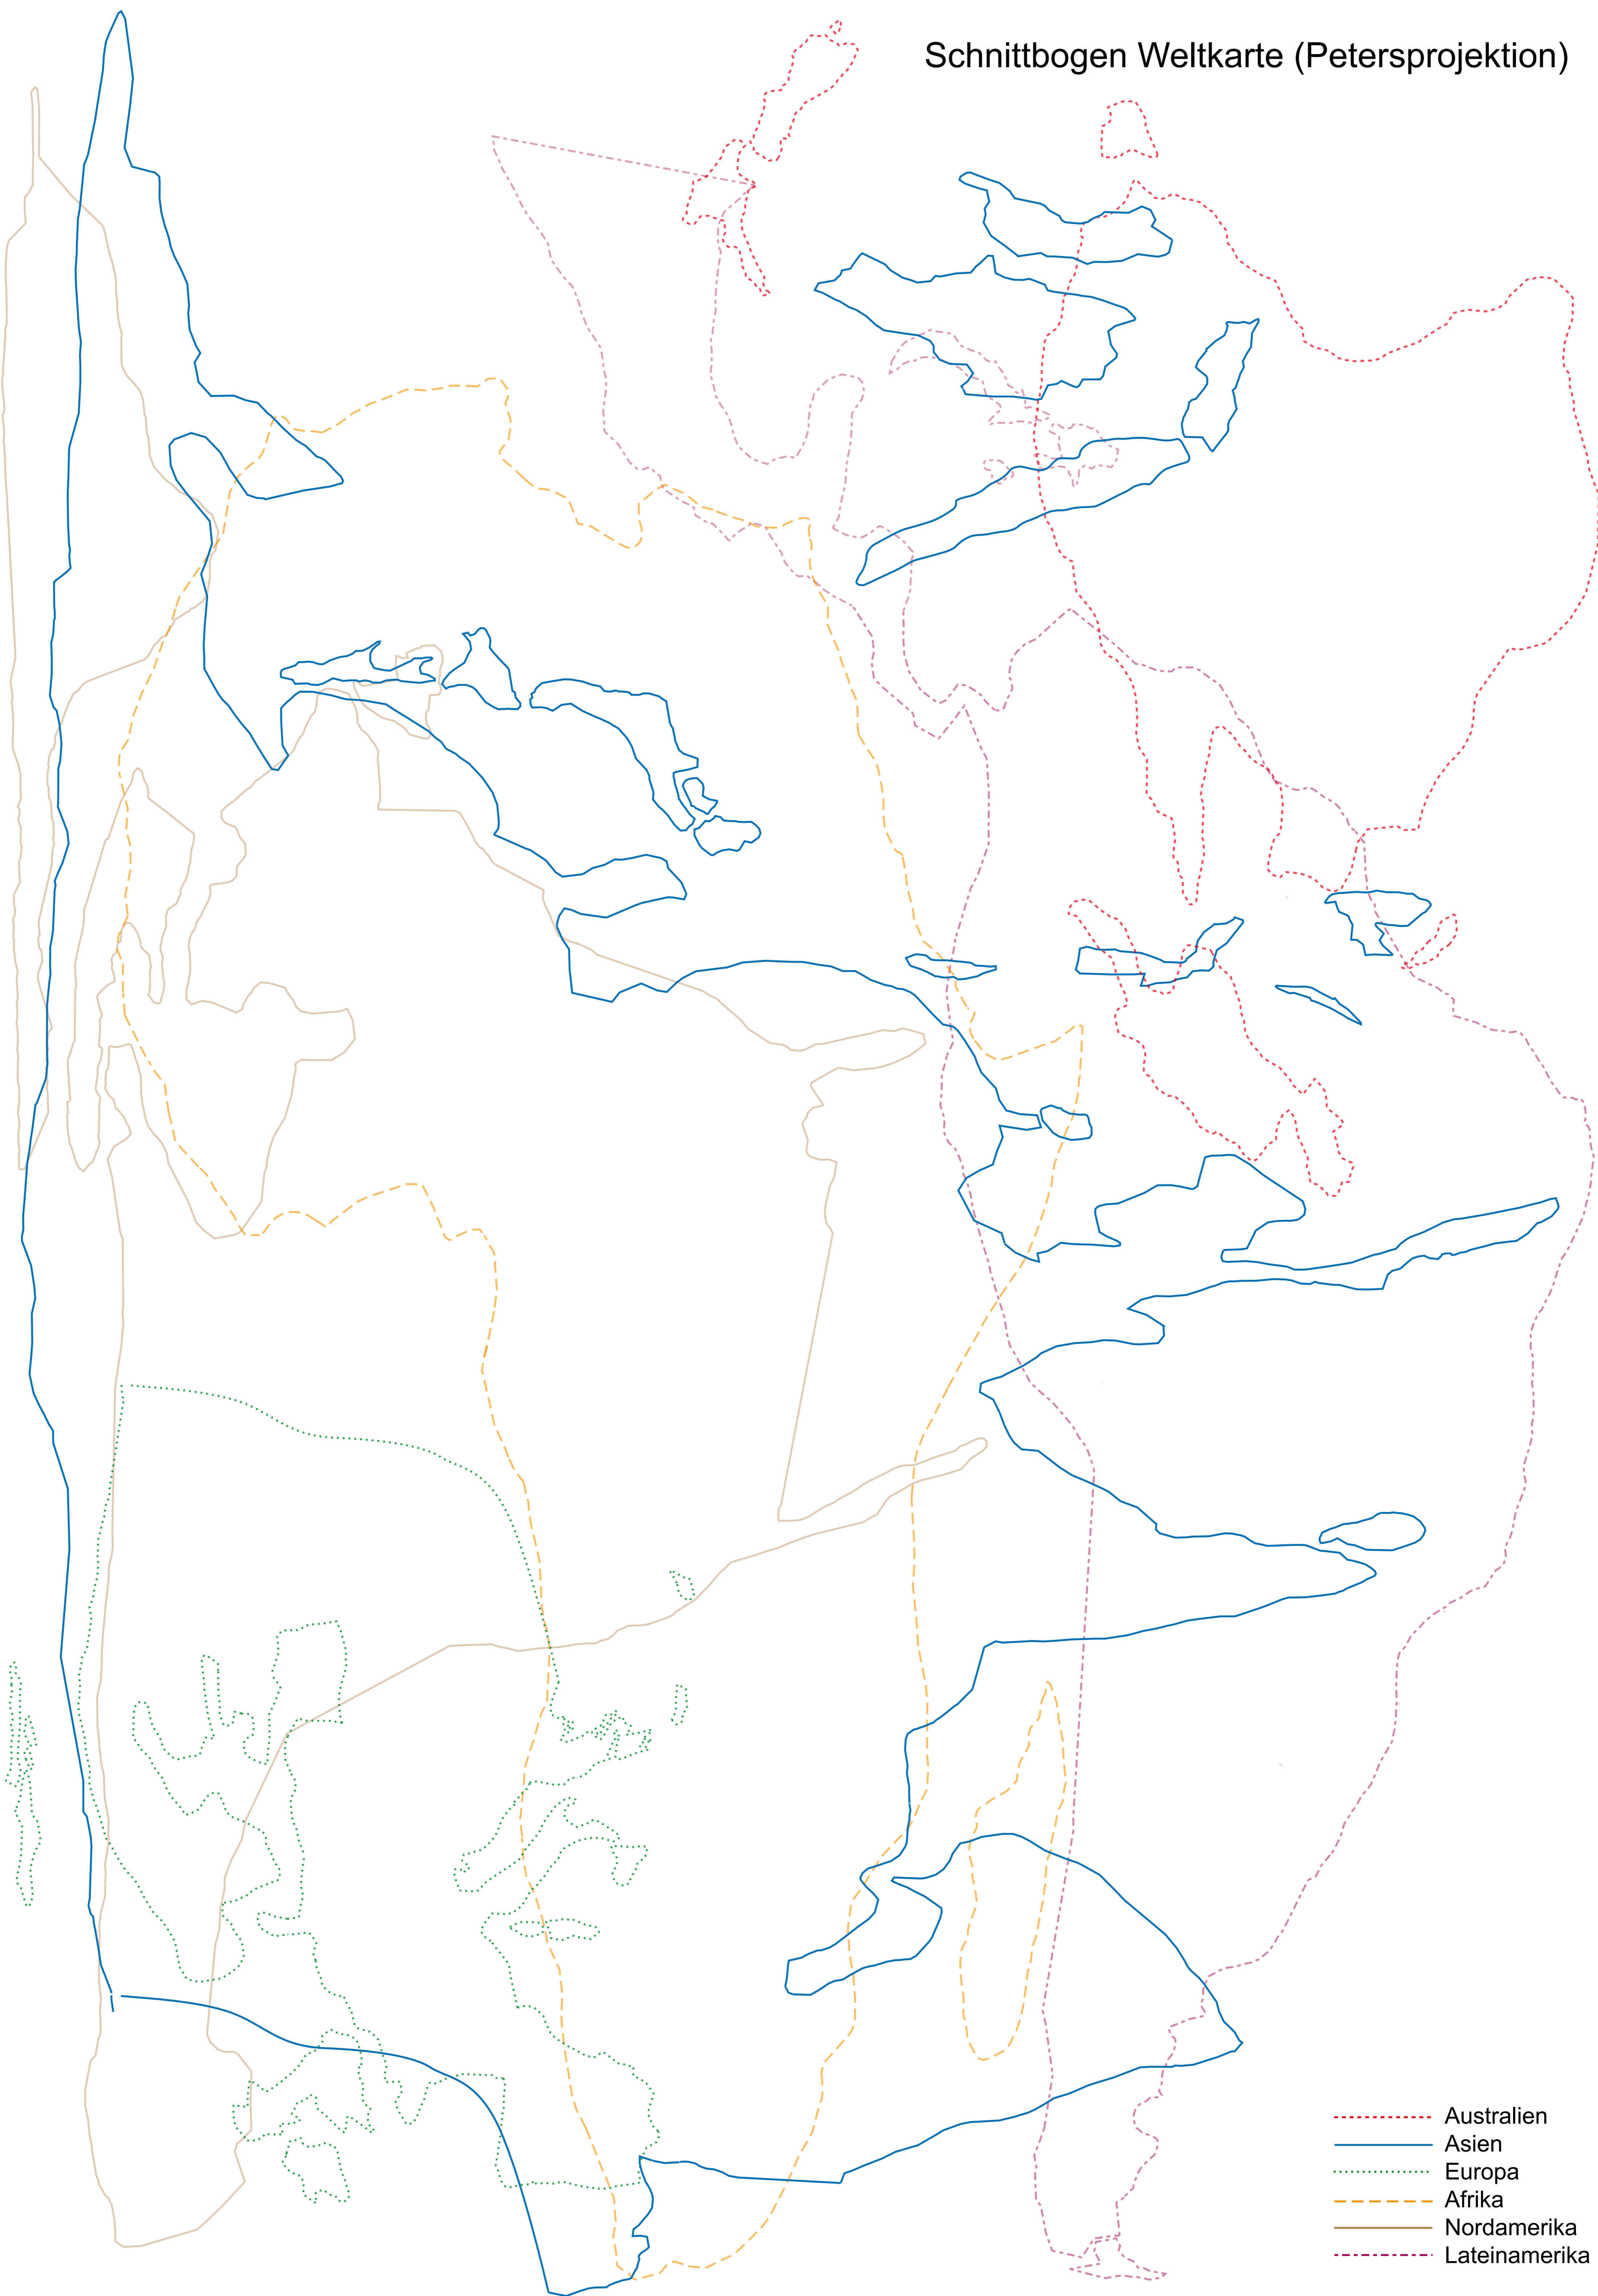 Schnittbogen Weltkarte (Petersprojektion)
Australien
Asien
Europa
Afrika
Nordamerika
Lateinamerika